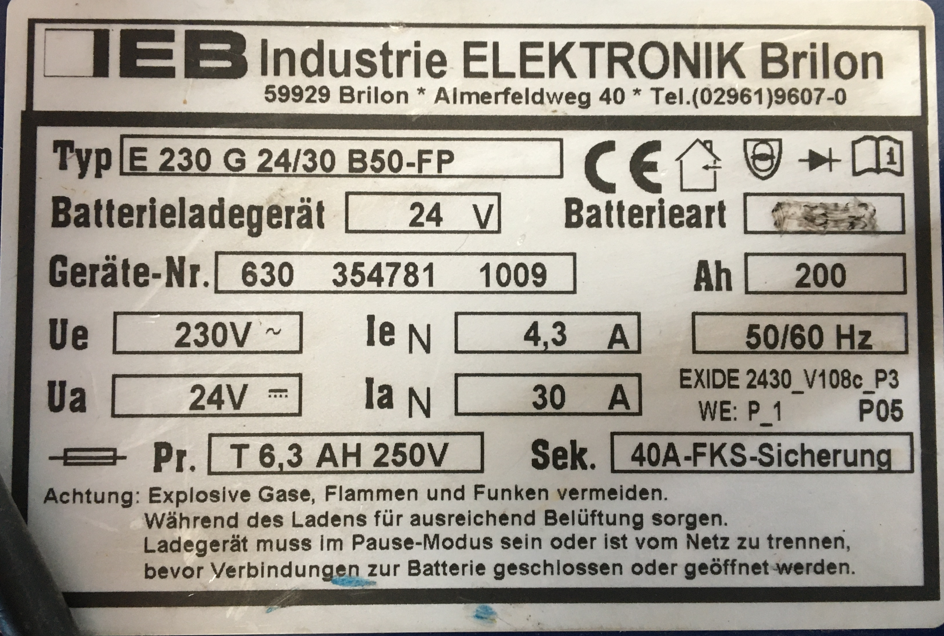 IEB Industrie ELEKTRONIK Brilon
59929 Brilon * Almerfeldweg 40 * Tel.(02961)9607-0
Typ E 230 G 24/30 B50-FP CE
Batterieladegerät 24 V Batterieart
Geräte-Nr. 630 354781 1009 Ah 200
Ue 230V ~ Ie N 4,3 A 50/60 Hz
EXIDE 2430_V108c_P3
Ua 24V Ia N 30 A WE: P_1 P05
Pr. T 6,3 AH 250V Sek. 40A-FKS-Sicherung
Achtung: Explosive Gase, Flammen und Funken vermeiden.
Während des Ladens für ausreichend Belüftung sorgen.
Ladegerät muss im Pause-Modus sein oder ist vom Netz zu trennen,
bevor Verbindungen zur Batterie geschlossen oder geöffnet werden.